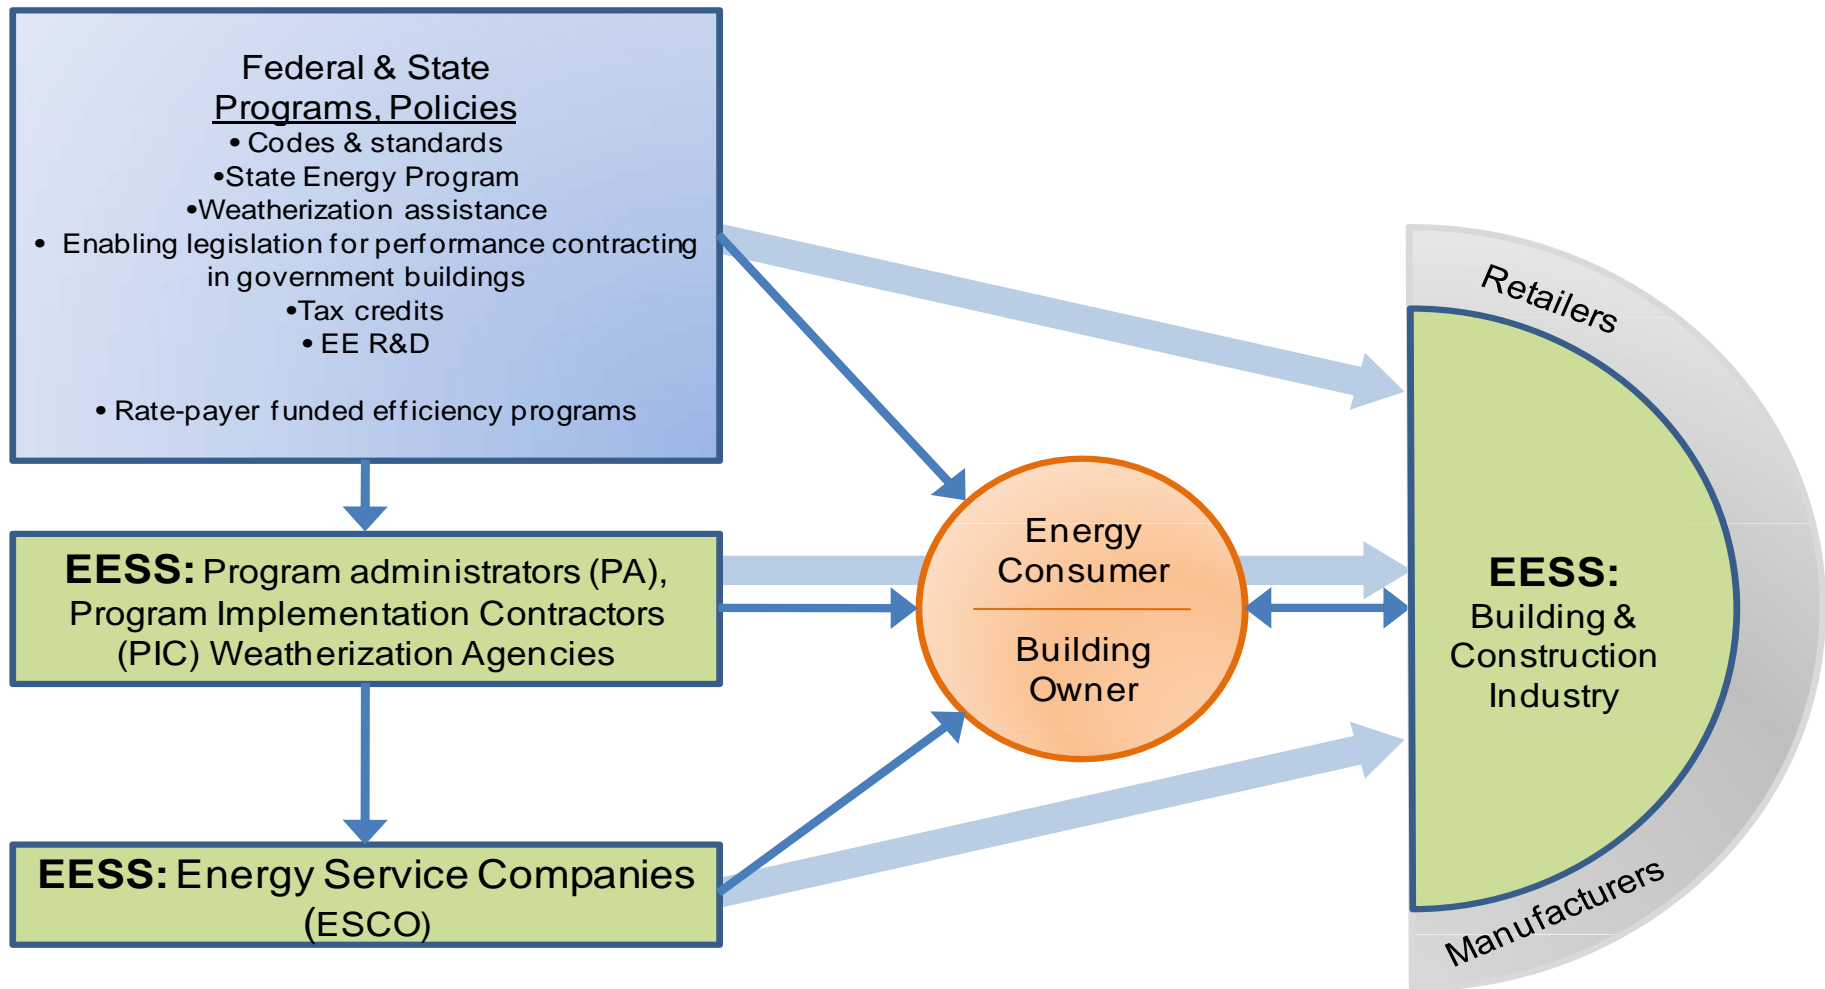 Federal & State
Programs, Policies
• Codes & standards
•State Energy Program
•Weatherization assistance
• Enabling legislation for performance contracting
in government buildings
•Tax credits
• EE R&D
• Rate-payer funded efficiency programs
EESS: Program administrators (PA),
Program Implementation Contractors
(PIC) Weatherization Agencies
EESS: Energy Service Companies
(ESCO)
Energy
Consumer
Building
Owner
Retailers
EESS:
Building &
Construction
Industry
Manufacturers